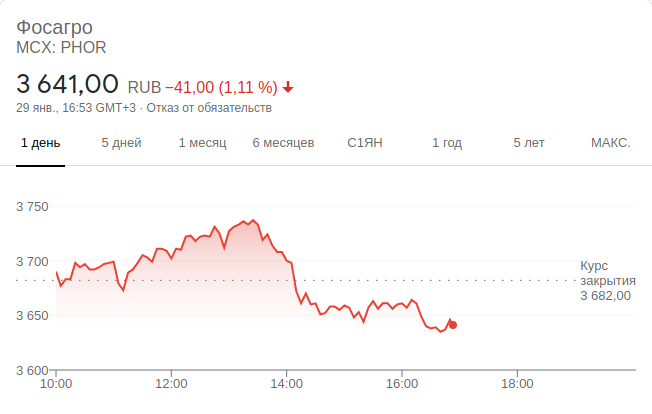 Фосагро
MCX: PHOR
3 641,00 RUB −41,00 (1,11 %)
29 янв., 16:53 GMT+3 · Отказ от обязательств
1 день 5 дней 1 месяц 6 месяцев С1ЯН 1 год 5 лет МАКС.
3 750
3 700
Курс
закрытия
3 682,00
3 650
3 600
10:00 12:00 14:00 16:00 18:00